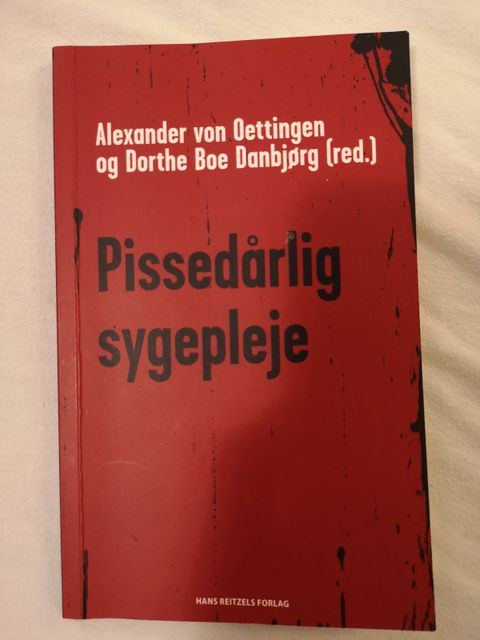 Alexander von Oettingen
og Dorthe Boe Danbjørg (red.)
Pissedårlig
sygepleje
HANS REITZELS FORLAG